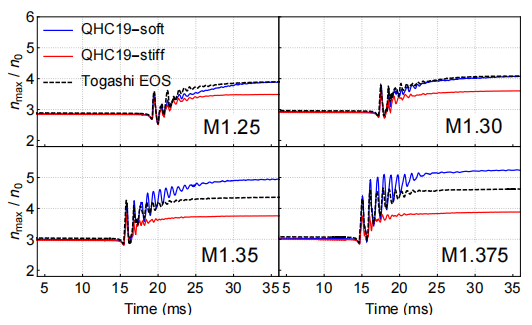 6
5
4
3
2
n_max / n_0
QHC19−soft
QHC19−stiff
Togashi EOS
M1.25
M1.30
5
4
3
2
n_max / n_0
M1.35
M1.375
5 10 15 20 25 30 35
5 10 15 20 25 30 35
Time (ms)
Time (ms)